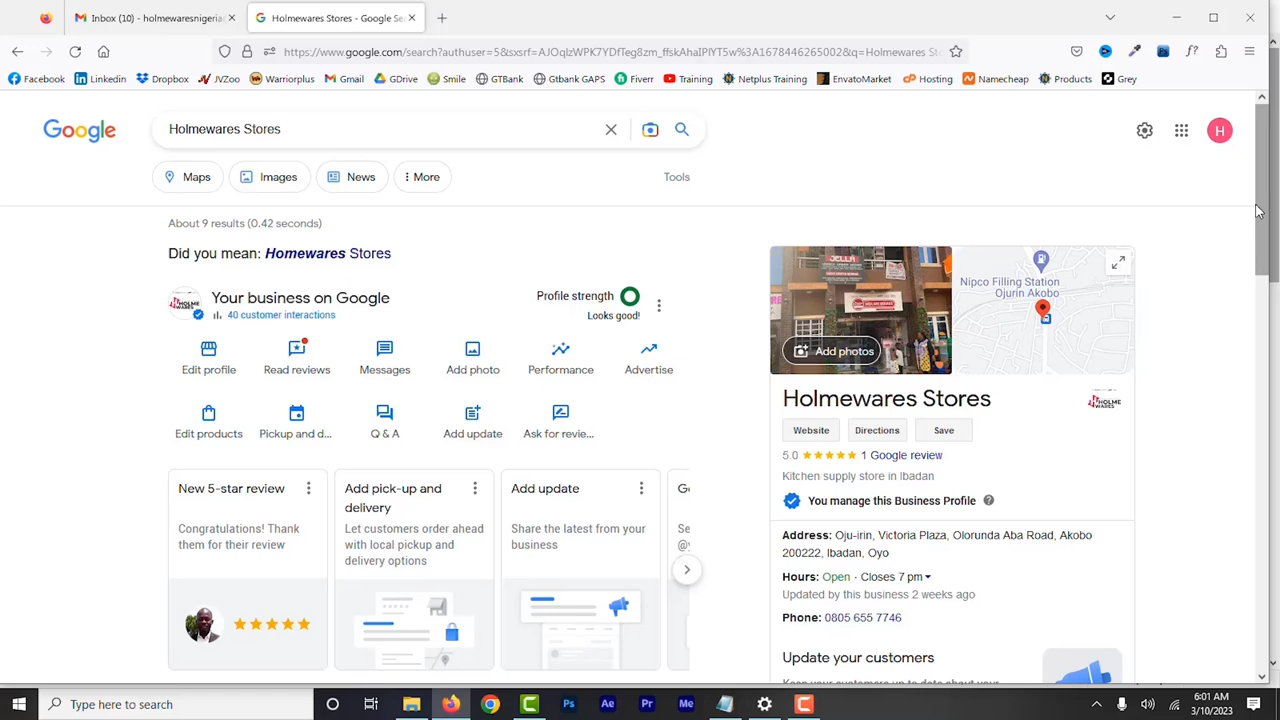 Inbox (10) - holmewaresnigeria
Holmewares Stores - Google Se
https://www.google.com/search?authuser=5&sxsrf=AJOqlzWPK7YDfTeg8zm_ffskAhaIPlYT5w%3A1678446265002&q=Holmewares St
Facebook
Linkedin
Dropbox
JVZoo
Warriorplus
Gmail
GDrive
Smile
GTBank
Gtbank GAPS
Fiverr
Training
Netplus Training
EnvatoMarket
Hosting
Namecheap
Products
Grey
Google
Holmewares Stores
H
Maps
Images
News
More
Tools
About 9 results (0.42 seconds)
Did you mean: Homewares Stores
Your business on Google
40 customer interactions
Profile strength
Looks good!
Edit profile
Read reviews
Messages
Add photo
Performance
Advertise
Edit products
Pickup and d...
Q & A
Add update
Ask for revie...
New 5-star review
Congratulations! Thank
them for their review
Add pick-up and
delivery
Let customers order ahead
with local pickup and
delivery options
Add update
Share the latest from your
business
JELLA
Add photos
Nipco Filling Station
Ojurin Akobo
Holmewares Stores
HOLME
WARES
Website
Directions
Save
5.0
1 Google review
Kitchen supply store in Ibadan
You manage this Business Profile
Address: Oju-irin, Victoria Plaza, Olorunda Aba Road, Akobo
200222, Ibadan, Oyo
Hours: Open · Closes 7 pm
Updated by this business 2 weeks ago
Phone: 0805 655 7746
Update your customers
Type here to search
Ps
Ae
Pr
Me
6:01 AM
3/10/2023